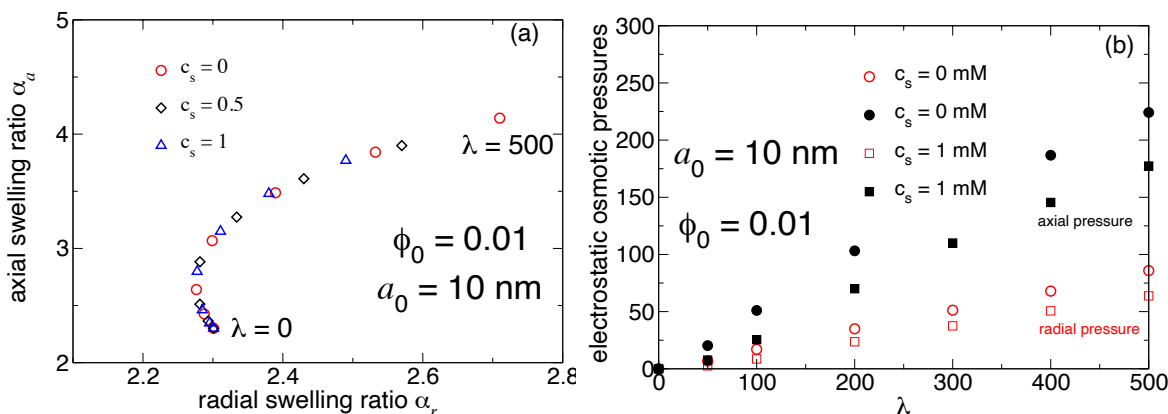 (a)
c_s = 0
c_s = 0.5
c_s = 1
λ = 500
ϕ_0 = 0.01
a_0 = 10 nm
λ = 0
axial swelling ratio α_a
5
4
3
2
2.2 2.4 2.6 2.8
radial swelling ratio α_r
(b)
c_s = 0 mM
c_s = 0 mM
c_s = 1 mM
c_s = 1 mM
a_0 = 10 nm
ϕ_0 = 0.01
axial pressure
radial pressure
electrostatic osmotic pressures
300
250
200
150
100
50
0
0 100 200 300 400 500
λ